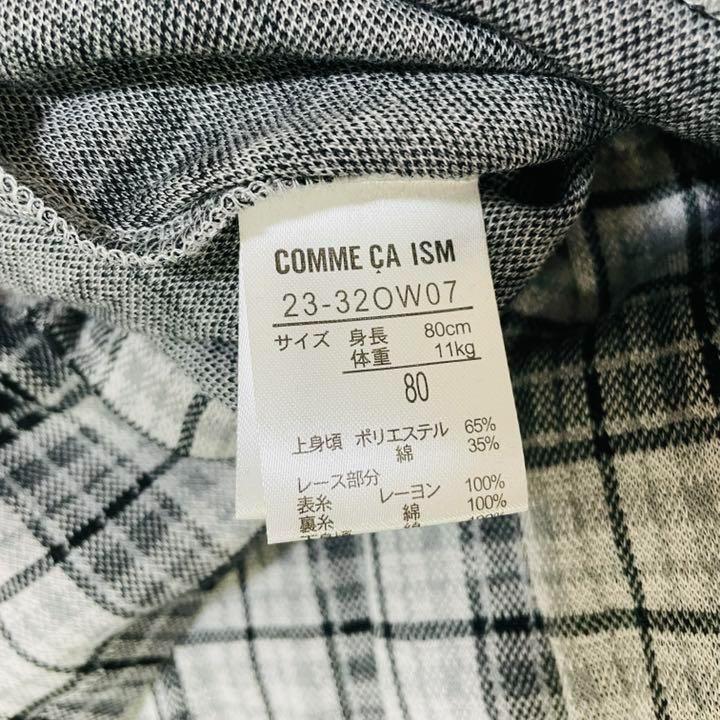 COMME ÇA ISM
23-32OW07
サイズ 身長 80cm
体重 11kg
80
上身頃 ポリエステル 65%
綿 35%
レース部分
表糸 レーヨン 100%
裏糸 綿 100%